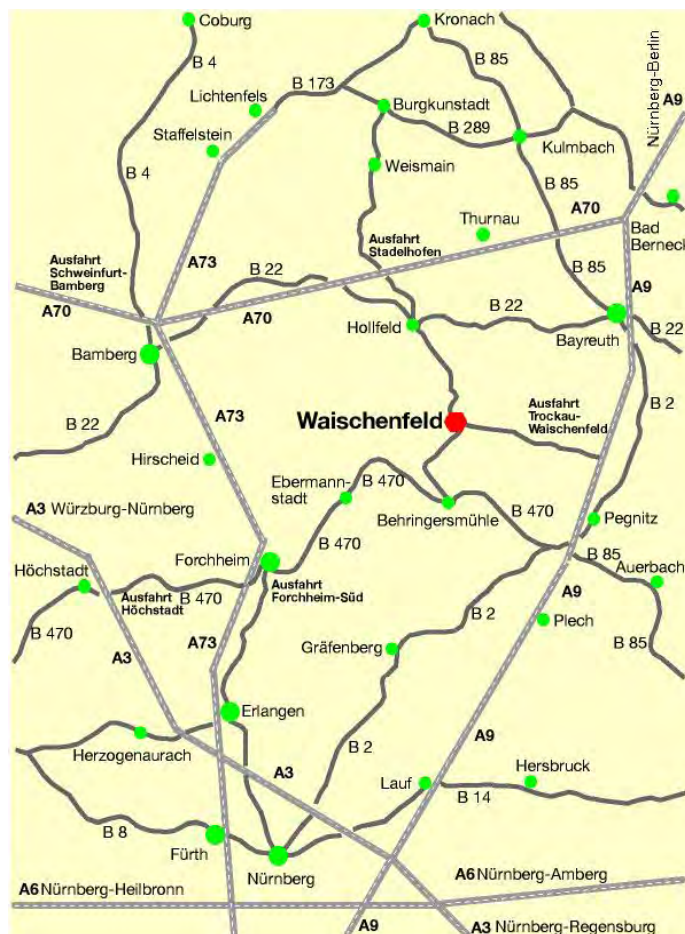 Coburg
Kronach
B 4
B 85
Nürnberg-Berlin
A9
Lichtenfels
B 173
Burgkunstadt
Staffelstein
B 289
Kulmbach
B 4
Weismain
B 85
Thurnau
A70
Ausfahrt
Schweinfurt-
Bamberg
A73
B 22
Ausfahrt
Stadelhofen
Bad
Berneck
B 85
A9
A70
A70
Hollfeld
B 22
Bayreuth
B 22
Bamberg
B 2
A73
Waischenfeld
Ausfahrt
Trockau-
Waischenfeld
B 22
Hirscheid
Ebermann-
stadt
B 470
Behringersmühle
B 470
Pegnitz
A3 Würzburg-Nürnberg
Forchheim
B 470
B 85
Höchstadt
Ausfahrt
Höchstadt
B 470
Ausfahrt
Forchheim-Süd
A9
Auerbach
B 470
A73
B 2
Plech
A3
Gräfenberg
B 85
Erlangen
Herzogenaurach
B 2
A9
A3
Lauf
Hersbruck
B 14
B 8
Fürth
Nürnberg
A6 Nürnberg-Heilbronn
A6 Nürnberg-Amberg
A9
A3 Nürnberg-Regensburg